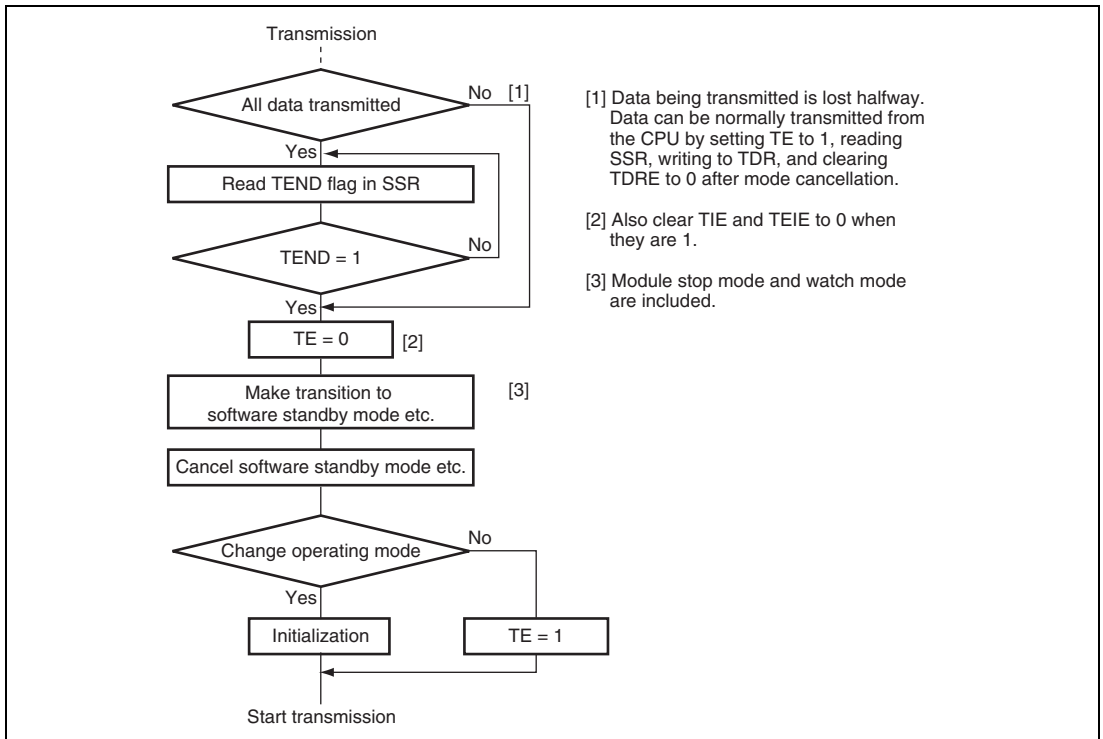 Transmission
All data transmitted
No [1]
Yes
Read TEND flag in SSR
TEND = 1
No
Yes
TE = 0 [2]
Make transition to
software standby mode etc.
[3]
Cancel software standby mode etc.
Change operating mode
No
Yes
Initialization
TE = 1
Start transmission
[1] Data being transmitted is lost halfway.
Data can be normally transmitted from
the CPU by setting TE to 1, reading
SSR, writing to TDR, and clearing
TDRE to 0 after mode cancellation.
[2] Also clear TIE and TEIE to 0 when
they are 1.
[3] Module stop mode and watch mode
are included.